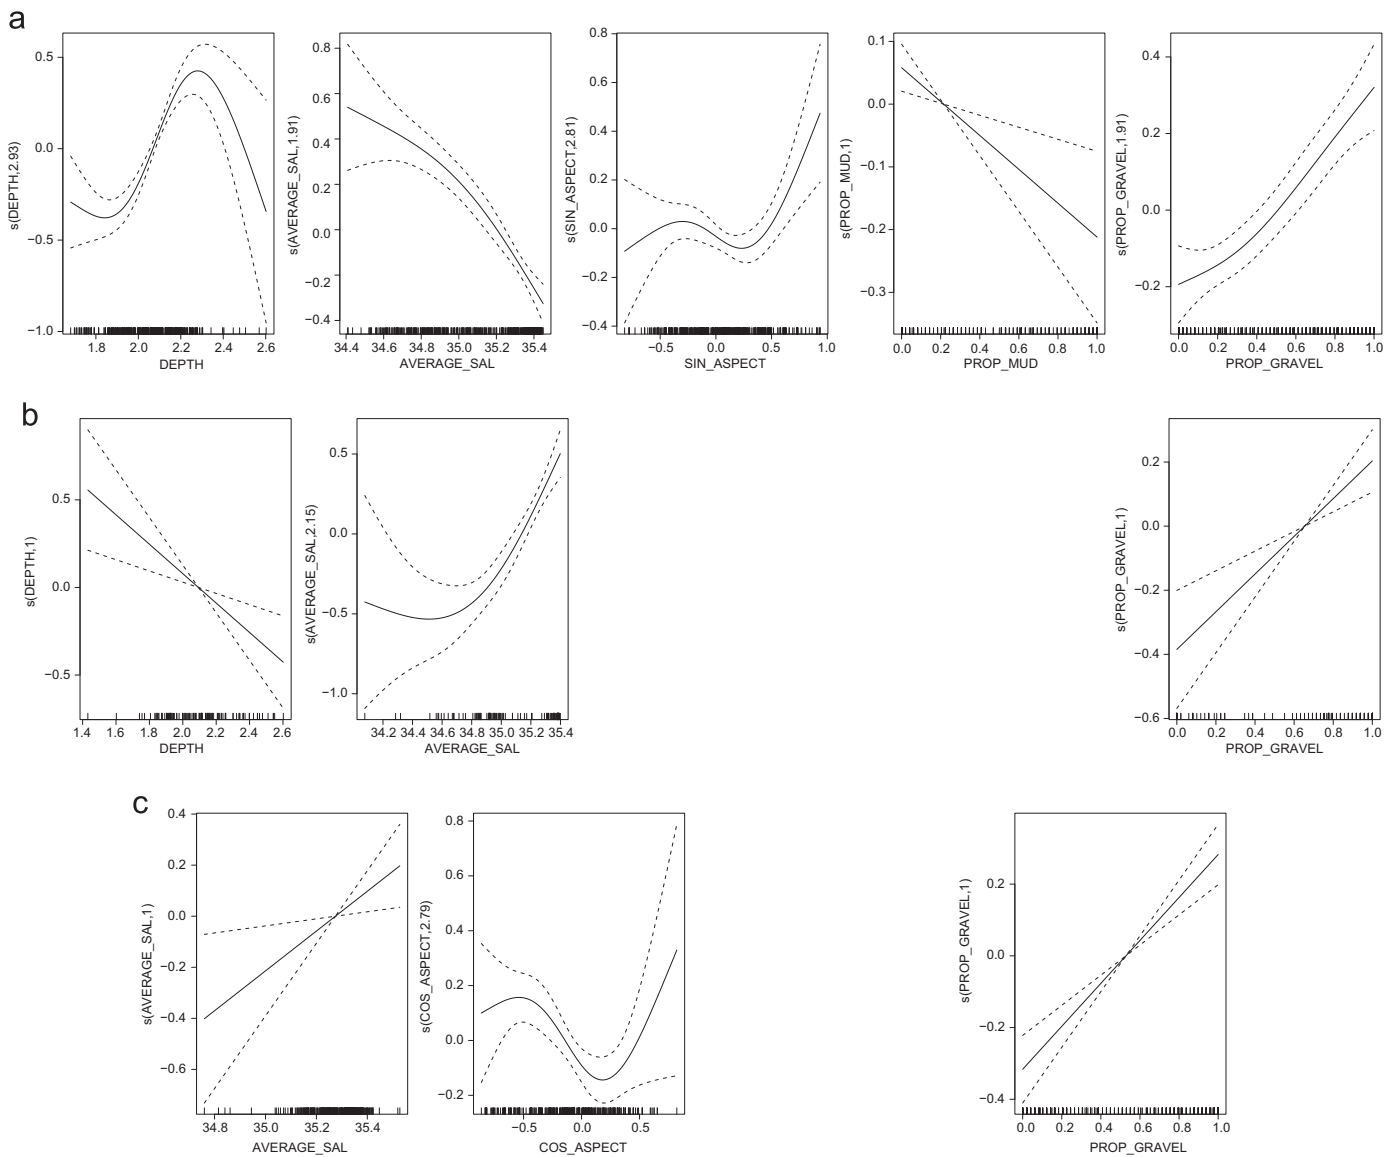 a
s(DEPTH,2.93)
0.5
0.0
−0.5
−1.0
1.8 2.0 2.2 2.4 2.6
DEPTH
s(AVERAGE_SAL,1.91)
0.8
0.6
0.4
0.2
0.0
−0.2
−0.4
34.4 34.6 34.8 35.0 35.2 35.4
AVERAGE_SAL
s(SIN_ASPECT,2.81)
0.8
0.6
0.4
0.2
0.0
−0.2
−0.4
−0.5 0.0 0.5 1.0
SIN_ASPECT
s(PROP_MUD,1)
0.1
0.0
−0.1
−0.2
−0.3
0.0 0.2 0.4 0.6 0.8 1.0
PROP_MUD
s(PROP_GRAVEL,1.91)
0.4
0.2
0.0
−0.2
0.0 0.2 0.4 0.6 0.8 1.0
PROP_GRAVEL
b
s(DEPTH,1)
0.5
0.0
−0.5
1.4 1.6 1.8 2.0 2.2 2.4 2.6
DEPTH
s(AVERAGE_SAL,2.15)
0.5
0.0
−0.5
−1.0
34.2 34.4 34.6 34.8 35.0 35.2 35.4
AVERAGE_SAL
s(PROP_GRAVEL,1)
0.2
0.0
−0.2
−0.4
−0.6
0.0 0.2 0.4 0.6 0.8 1.0
PROP_GRAVEL
c
s(AVERAGE_SAL,1)
0.4
0.2
0.0
−0.2
−0.4
−0.6
34.8 35.0 35.2 35.4
AVERAGE_SAL
s(COS_ASPECT,2.79)
0.8
0.6
0.4
0.2
0.0
−0.2
−0.5 0.0 0.5
COS_ASPECT
s(PROP_GRAVEL,1)
0.2
0.0
−0.2
−0.4
0.0 0.2 0.4 0.6 0.8 1.0
PROP_GRAVEL